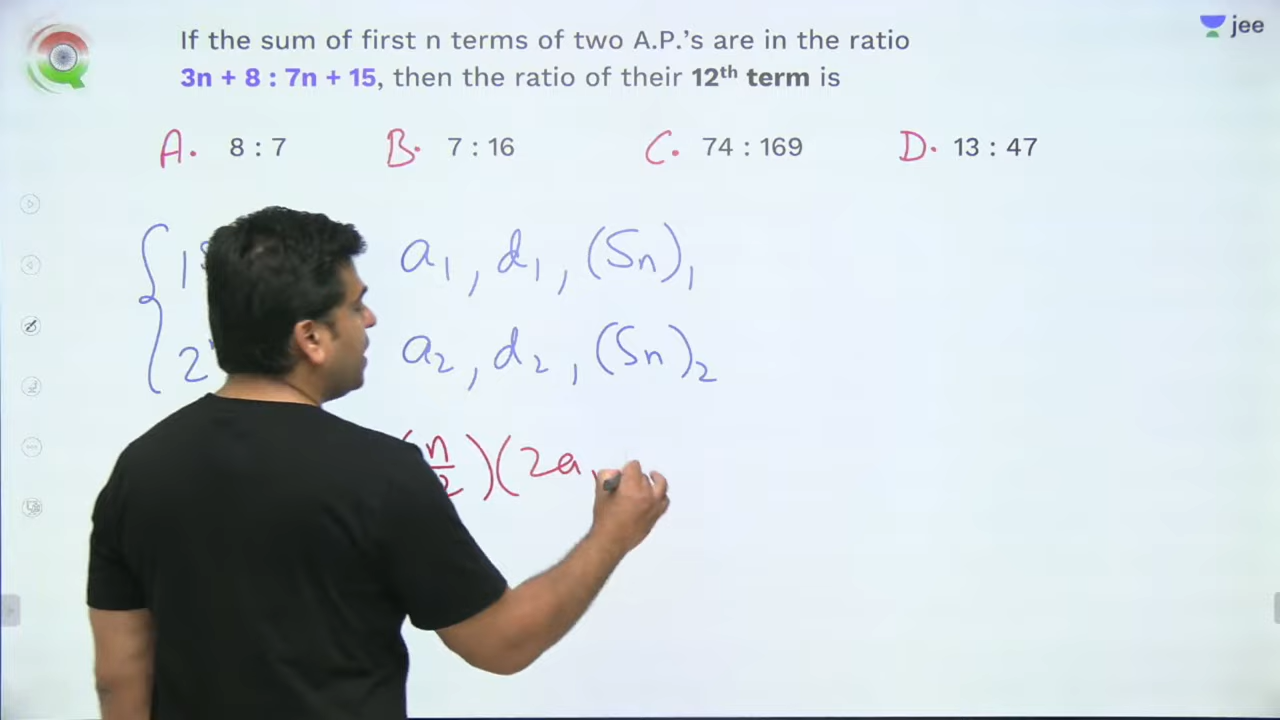 jee
If the sum of first n terms of two A.P.'s are in the ratio
3n + 8 : 7n + 15, then the ratio of their 12th term is
A. 8 : 7 B. 7 : 16 C. 74 : 169 D. 13 : 47
a1 , d1 , (Sn)1
a2 , d2 , (Sn)2
(n/2)(2a